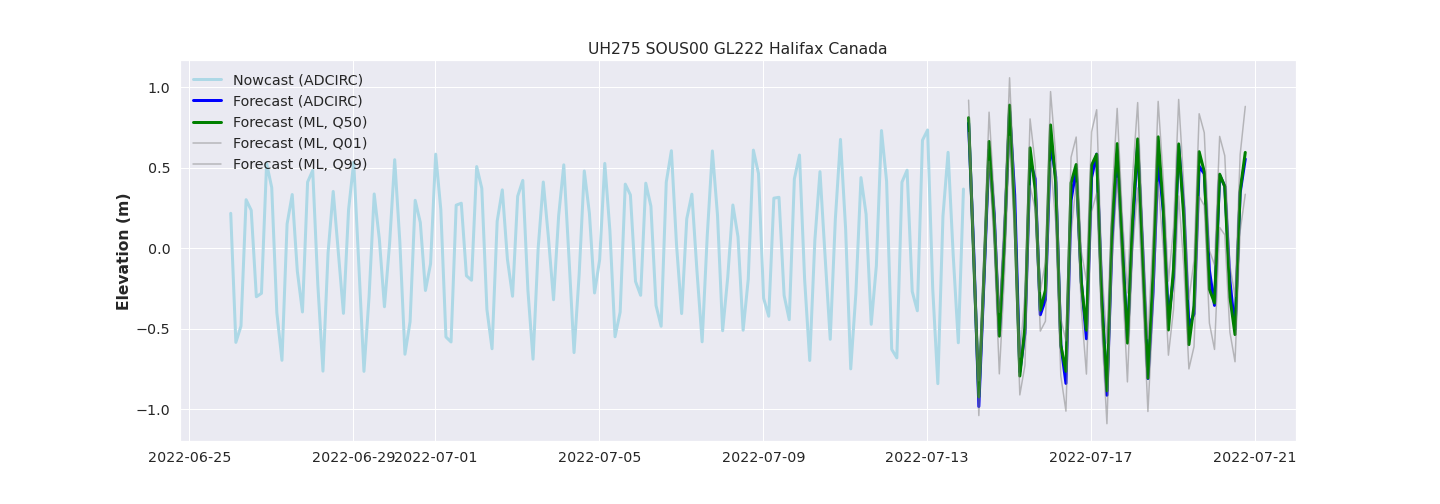 UH275 SOUS00 GL222 Halifax Canada
Nowcast (ADCIRC)
Forecast (ADCIRC)
Forecast (ML, Q50)
Forecast (ML, Q01)
Forecast (ML, Q99)
Elevation (m)
1.0
0.5
0.0
−0.5
−1.0
2022-06-25 2022-06-29 2022-07-01 2022-07-05 2022-07-09 2022-07-13 2022-07-17 2022-07-21